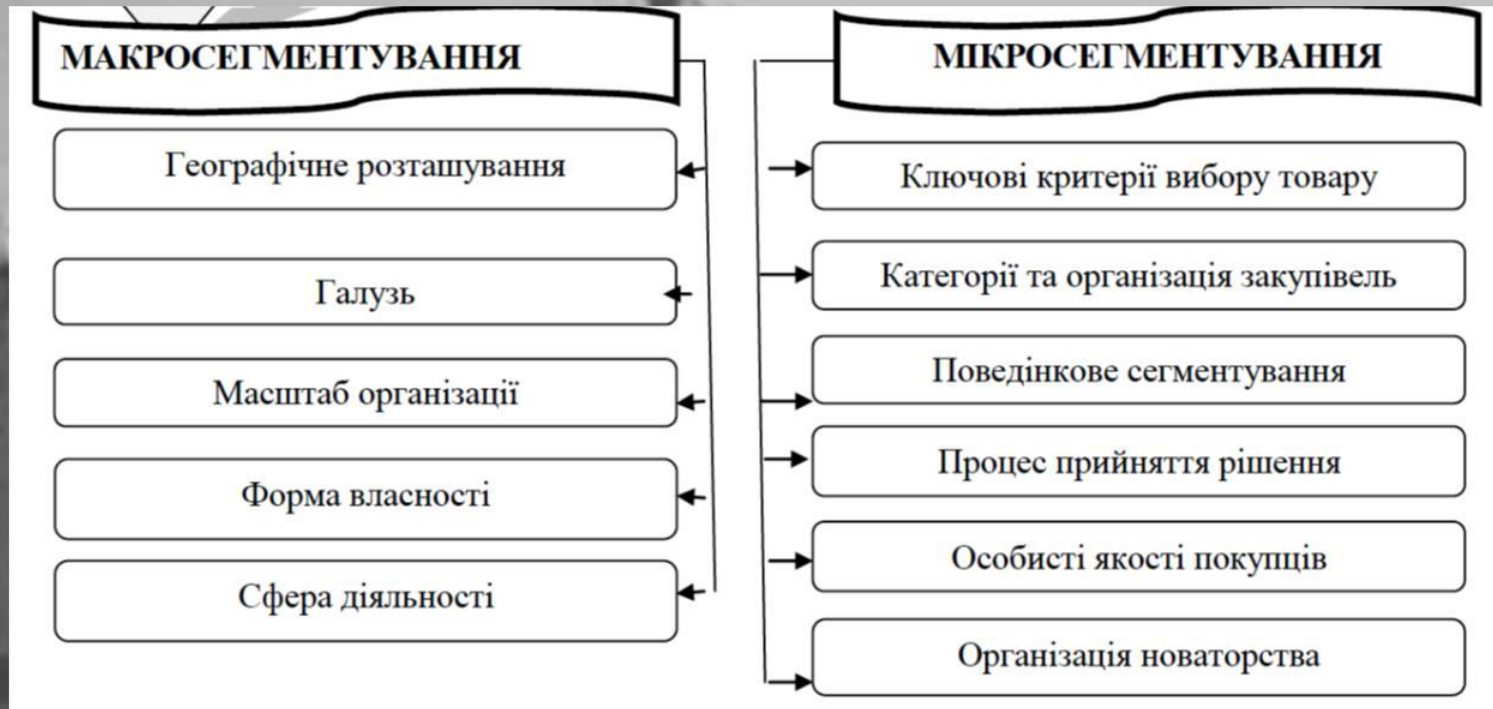 МАКРОСЕГМЕНТУВАННЯ
Географічне розташування
Галузь
Масштаб організації
Форма власності
Сфера діяльності
МІКРОСЕГМЕНТУВАННЯ
Ключові критерії вибору товару
Категорії та організація закупівель
Поведінкове сегментування
Процес прийняття рішення
Особисті якості покупців
Організація новаторства